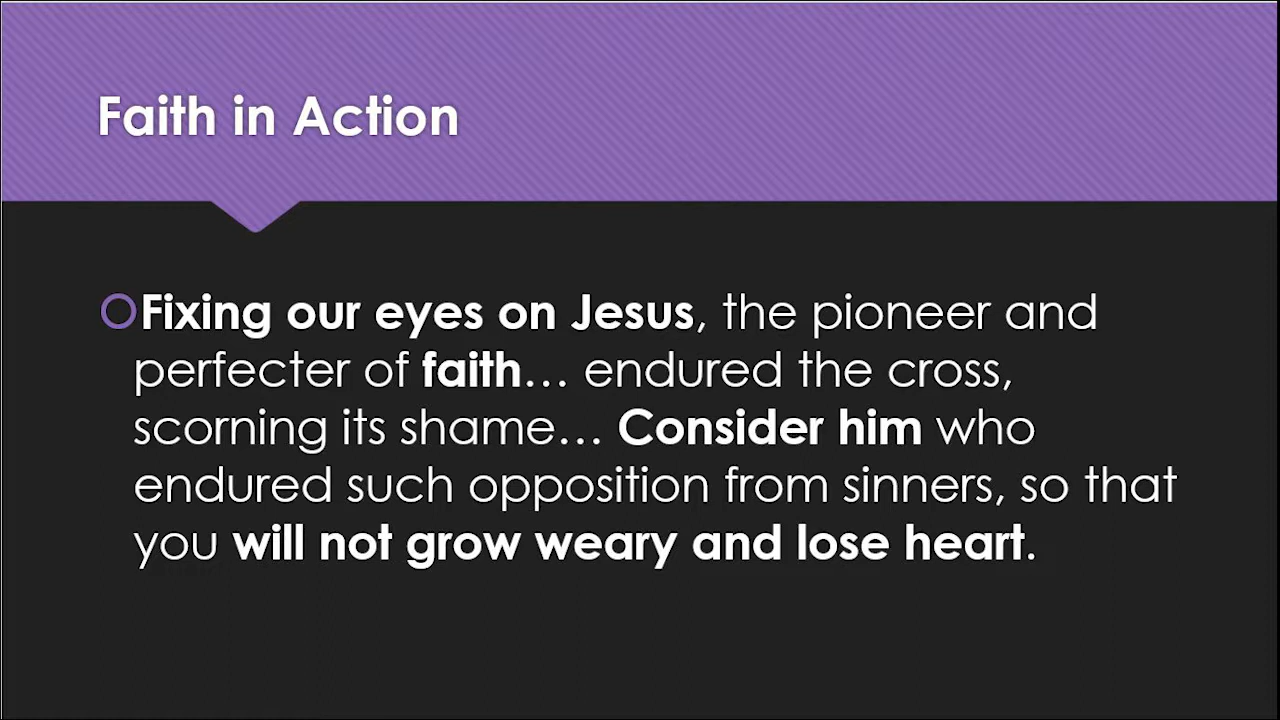 Faith in Action
Fixing our eyes on Jesus, the pioneer and
perfecter of faith… endured the cross,
scorning its shame… Consider him who
endured such opposition from sinners, so that
you will not grow weary and lose heart.